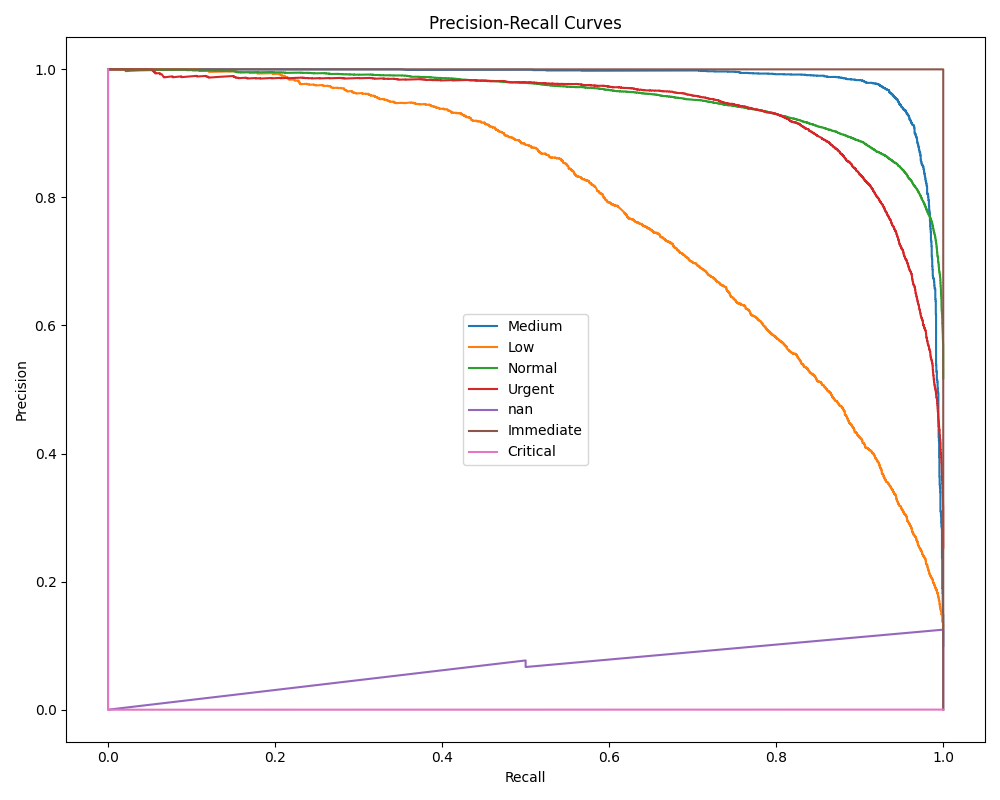 Precision-Recall Curves
1.0
0.8
0.6
0.4
0.2
0.0
Precision
Medium
Low
Normal
Urgent
nan
Immediate
Critical
0.0 0.2 0.4 0.6 0.8 1.0
Recall